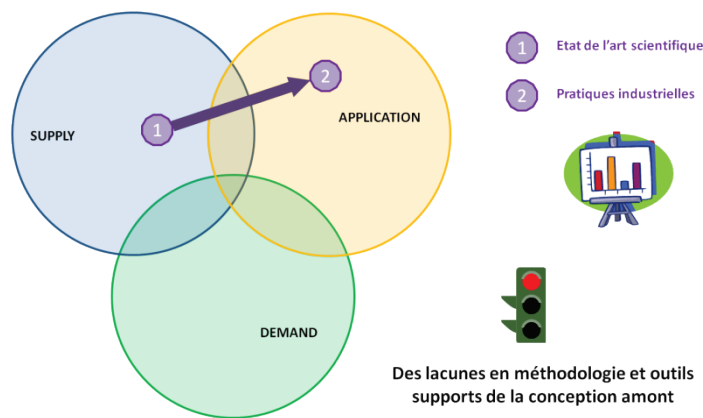 1 Etat de l'art scientifique
2
2 Pratiques industrielles
1
APPLICATION
SUPPLY
DEMAND
Des lacunes en méthodologie et outils
supports de la conception amont